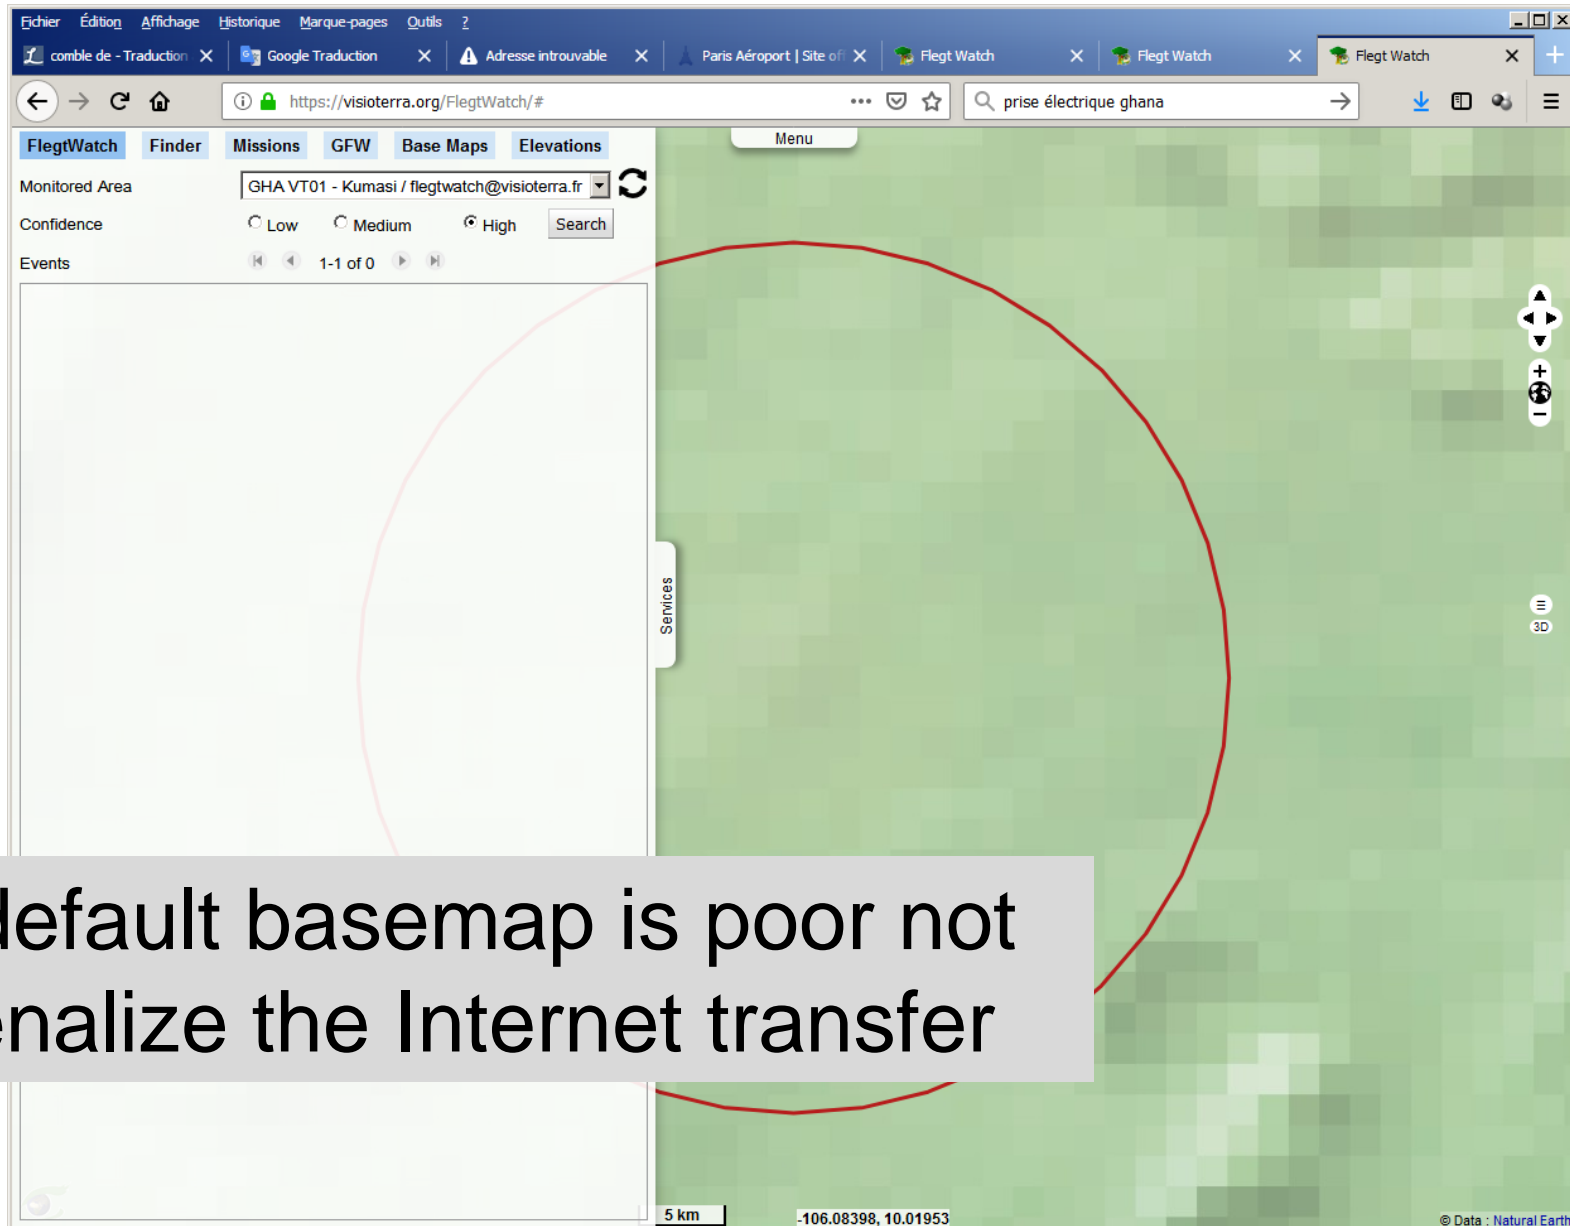 Fichier Édition Affichage Historique Marque-pages Outils ?
comble de - Traduction Google Traduction Adresse introuvable Paris Aéroport | Site off Flegt Watch Flegt Watch Flegt Watch
https://visioterra.org/FlegtWatch/# prise électrique ghana
FlegtWatch Finder Missions GFW Base Maps Elevations
Menu
Monitored Area GHA VT01 - Kumasi / flegtwatch@visioterra.fr
Confidence Low Medium High Search
Events 1-1 of 0
Services
3D
default basemap is poor not
enalize the Internet transfer
5 km -106.08398, 10.01953 © Data : Natural Earth